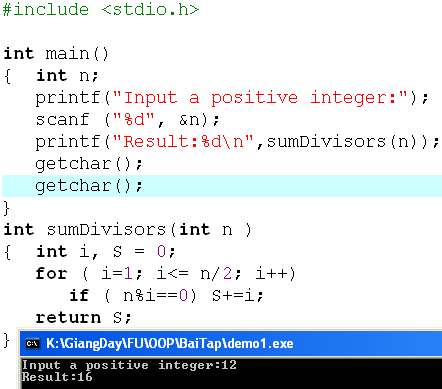 #include <stdio.h>
int main()
{  int n;
   printf("Input a positive integer:");
   scanf ("%d", &n);
   printf("Result:%d\n",sumDivisors(n));
   getchar();
   getchar();
}
int sumDivisors(int n )
{  int i, S = 0;
   for ( i=1; i<= n/2; i++)
      if ( n%i==0) S+=i;
   return S;
}
K:\GiangDay\FU\OOP\BaiTap\demo1.exe
Input a positive integer:12
Result:16